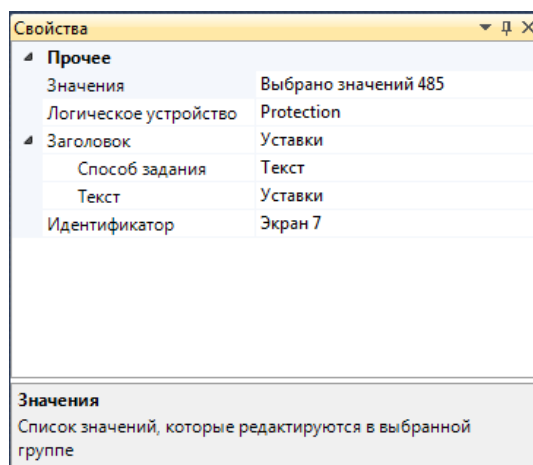 Свойства
Прочее
Значения Выбрано значений 485
Логическое устройство Protection
Заголовок Уставки
Способ задания Текст
Текст Уставки
Идентификатор Экран 7
Значения
Список значений, которые редактируются в выбранной
группе